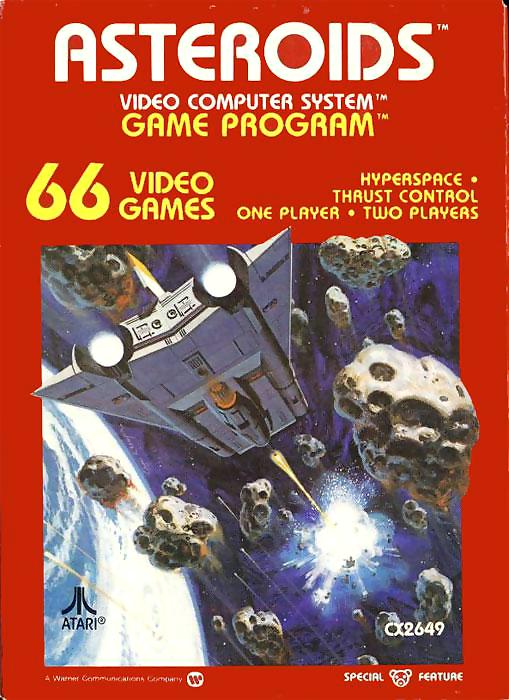 ASTEROIDS™
VIDEO COMPUTER SYSTEM™
GAME PROGRAM™
66 VIDEO GAMES
HYPERSPACE •
THRUST CONTROL
ONE PLAYER • TWO PLAYERS
ATARI®
CX2649
A Warner Communications Company
SPECIAL FEATURE